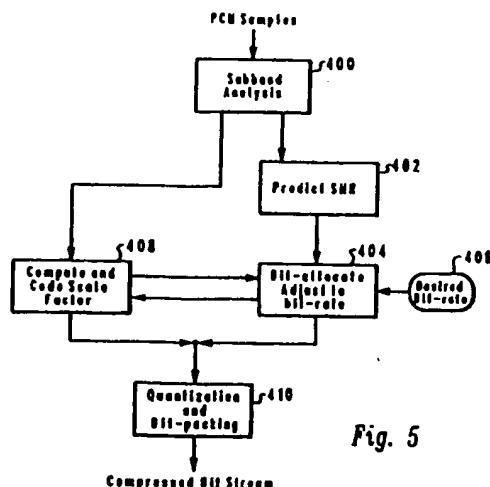 PCM Samples
400
Subband
Analysis
402
Predict SMR
408
Compute and
Code Scale
Factor
404
Bit-allocate
Adjust to
bit-rate
Desired
Bit-rate
Quantization
and
Bit-packing
410
Fig. 5
Compressed Bit Stream